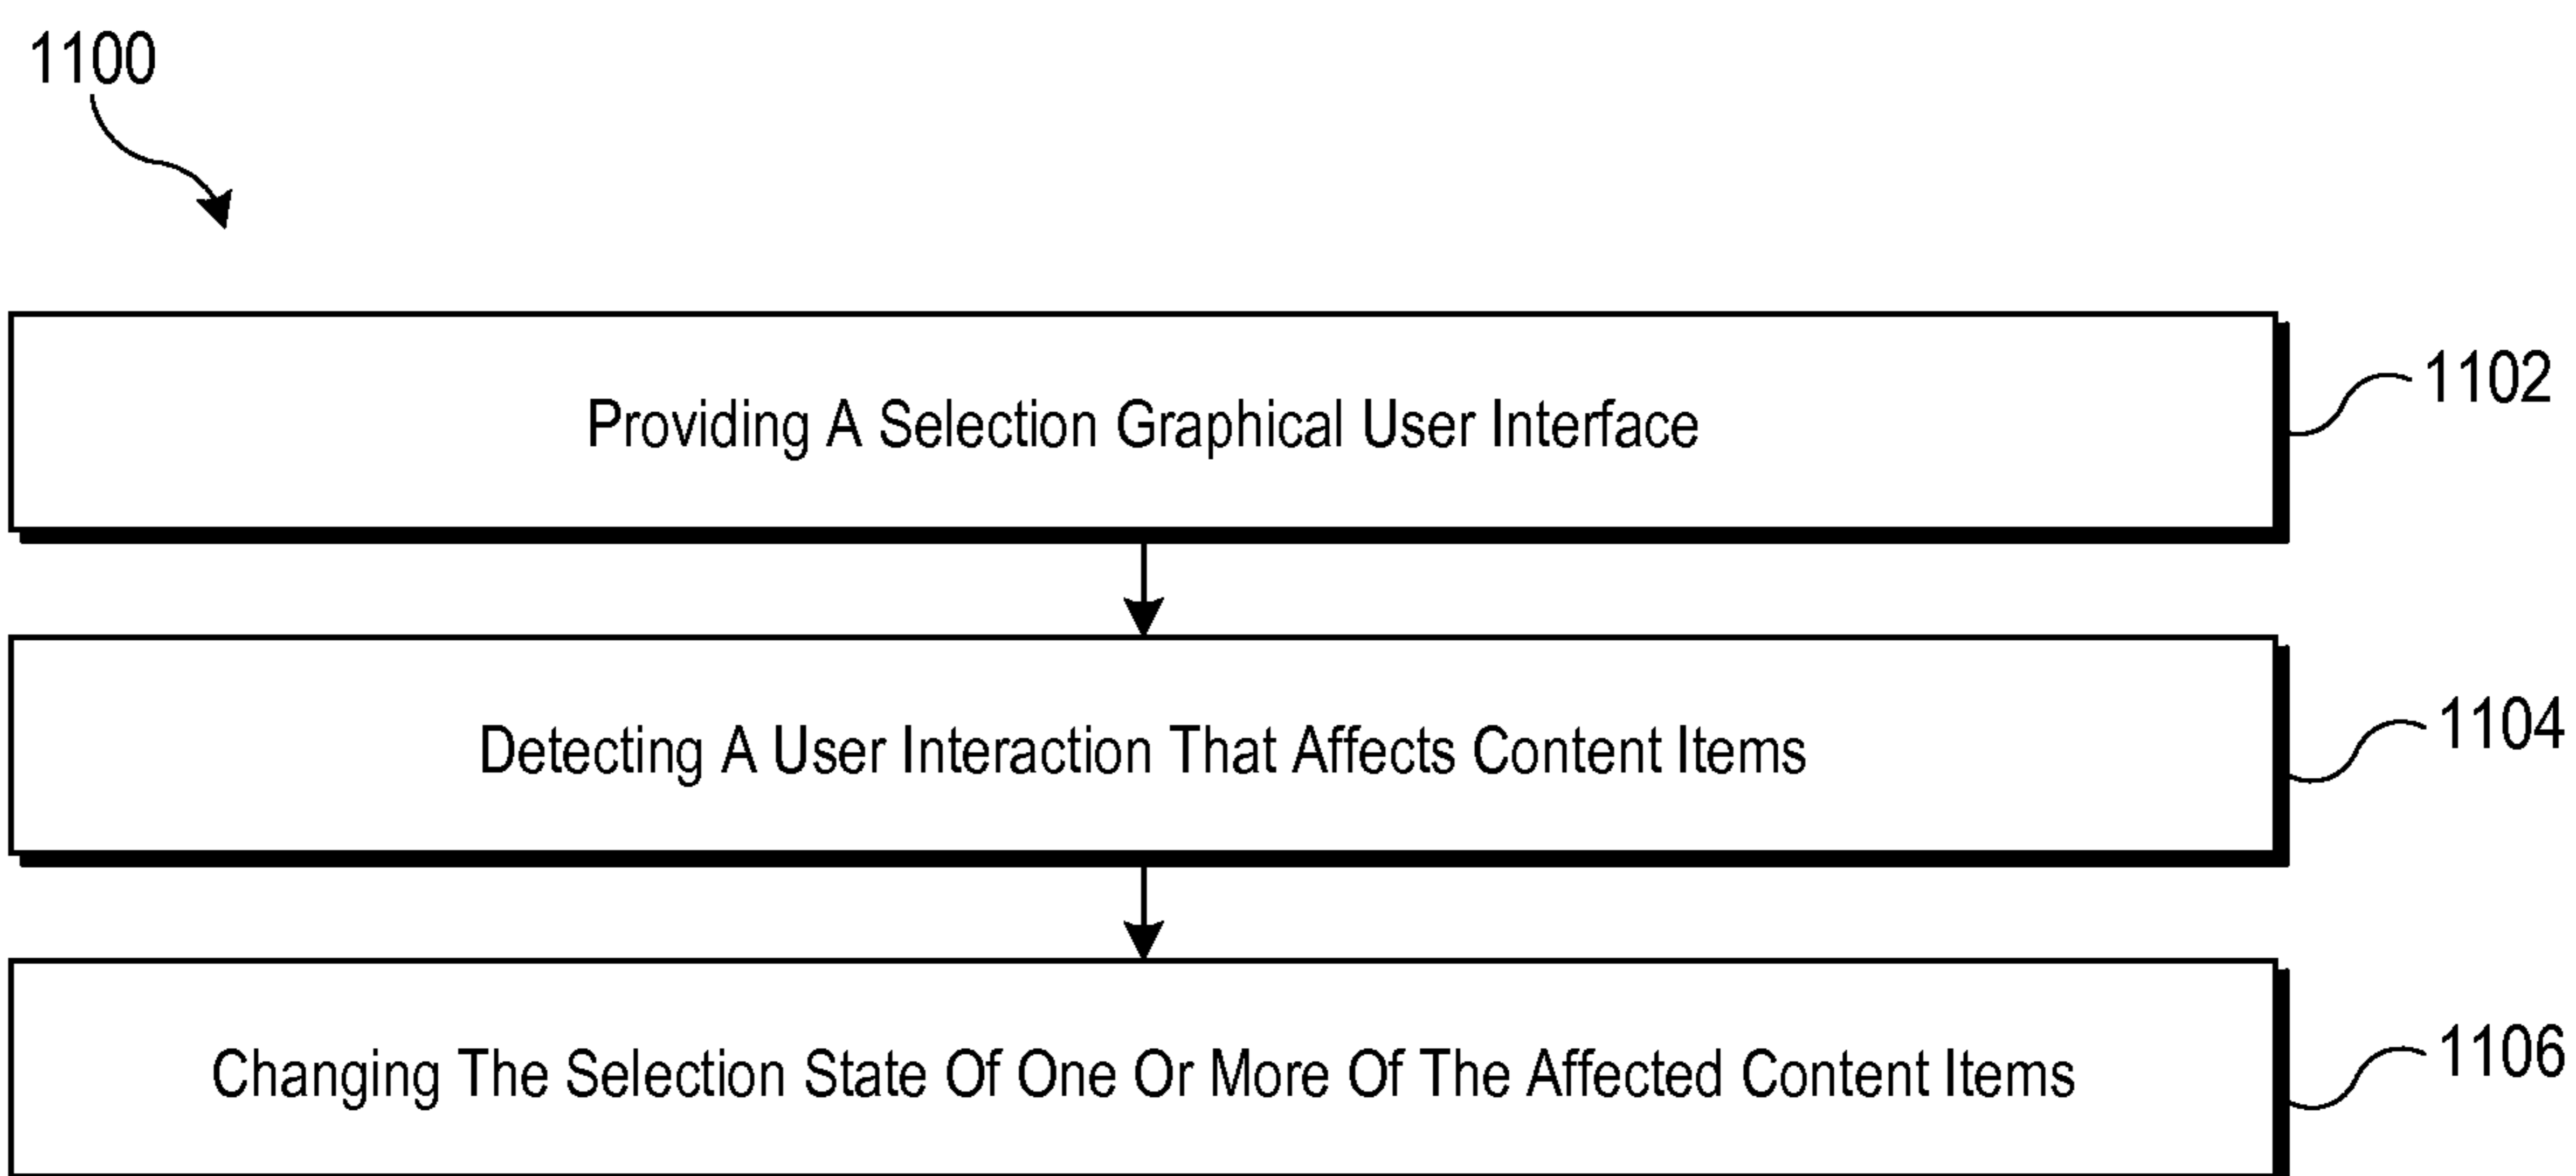 1100
Providing A Selection Graphical User Interface
1102
Detecting A User Interaction That Affects Content Items
1104
Changing The Selection State Of One Or More Of The Affected Content Items
1106